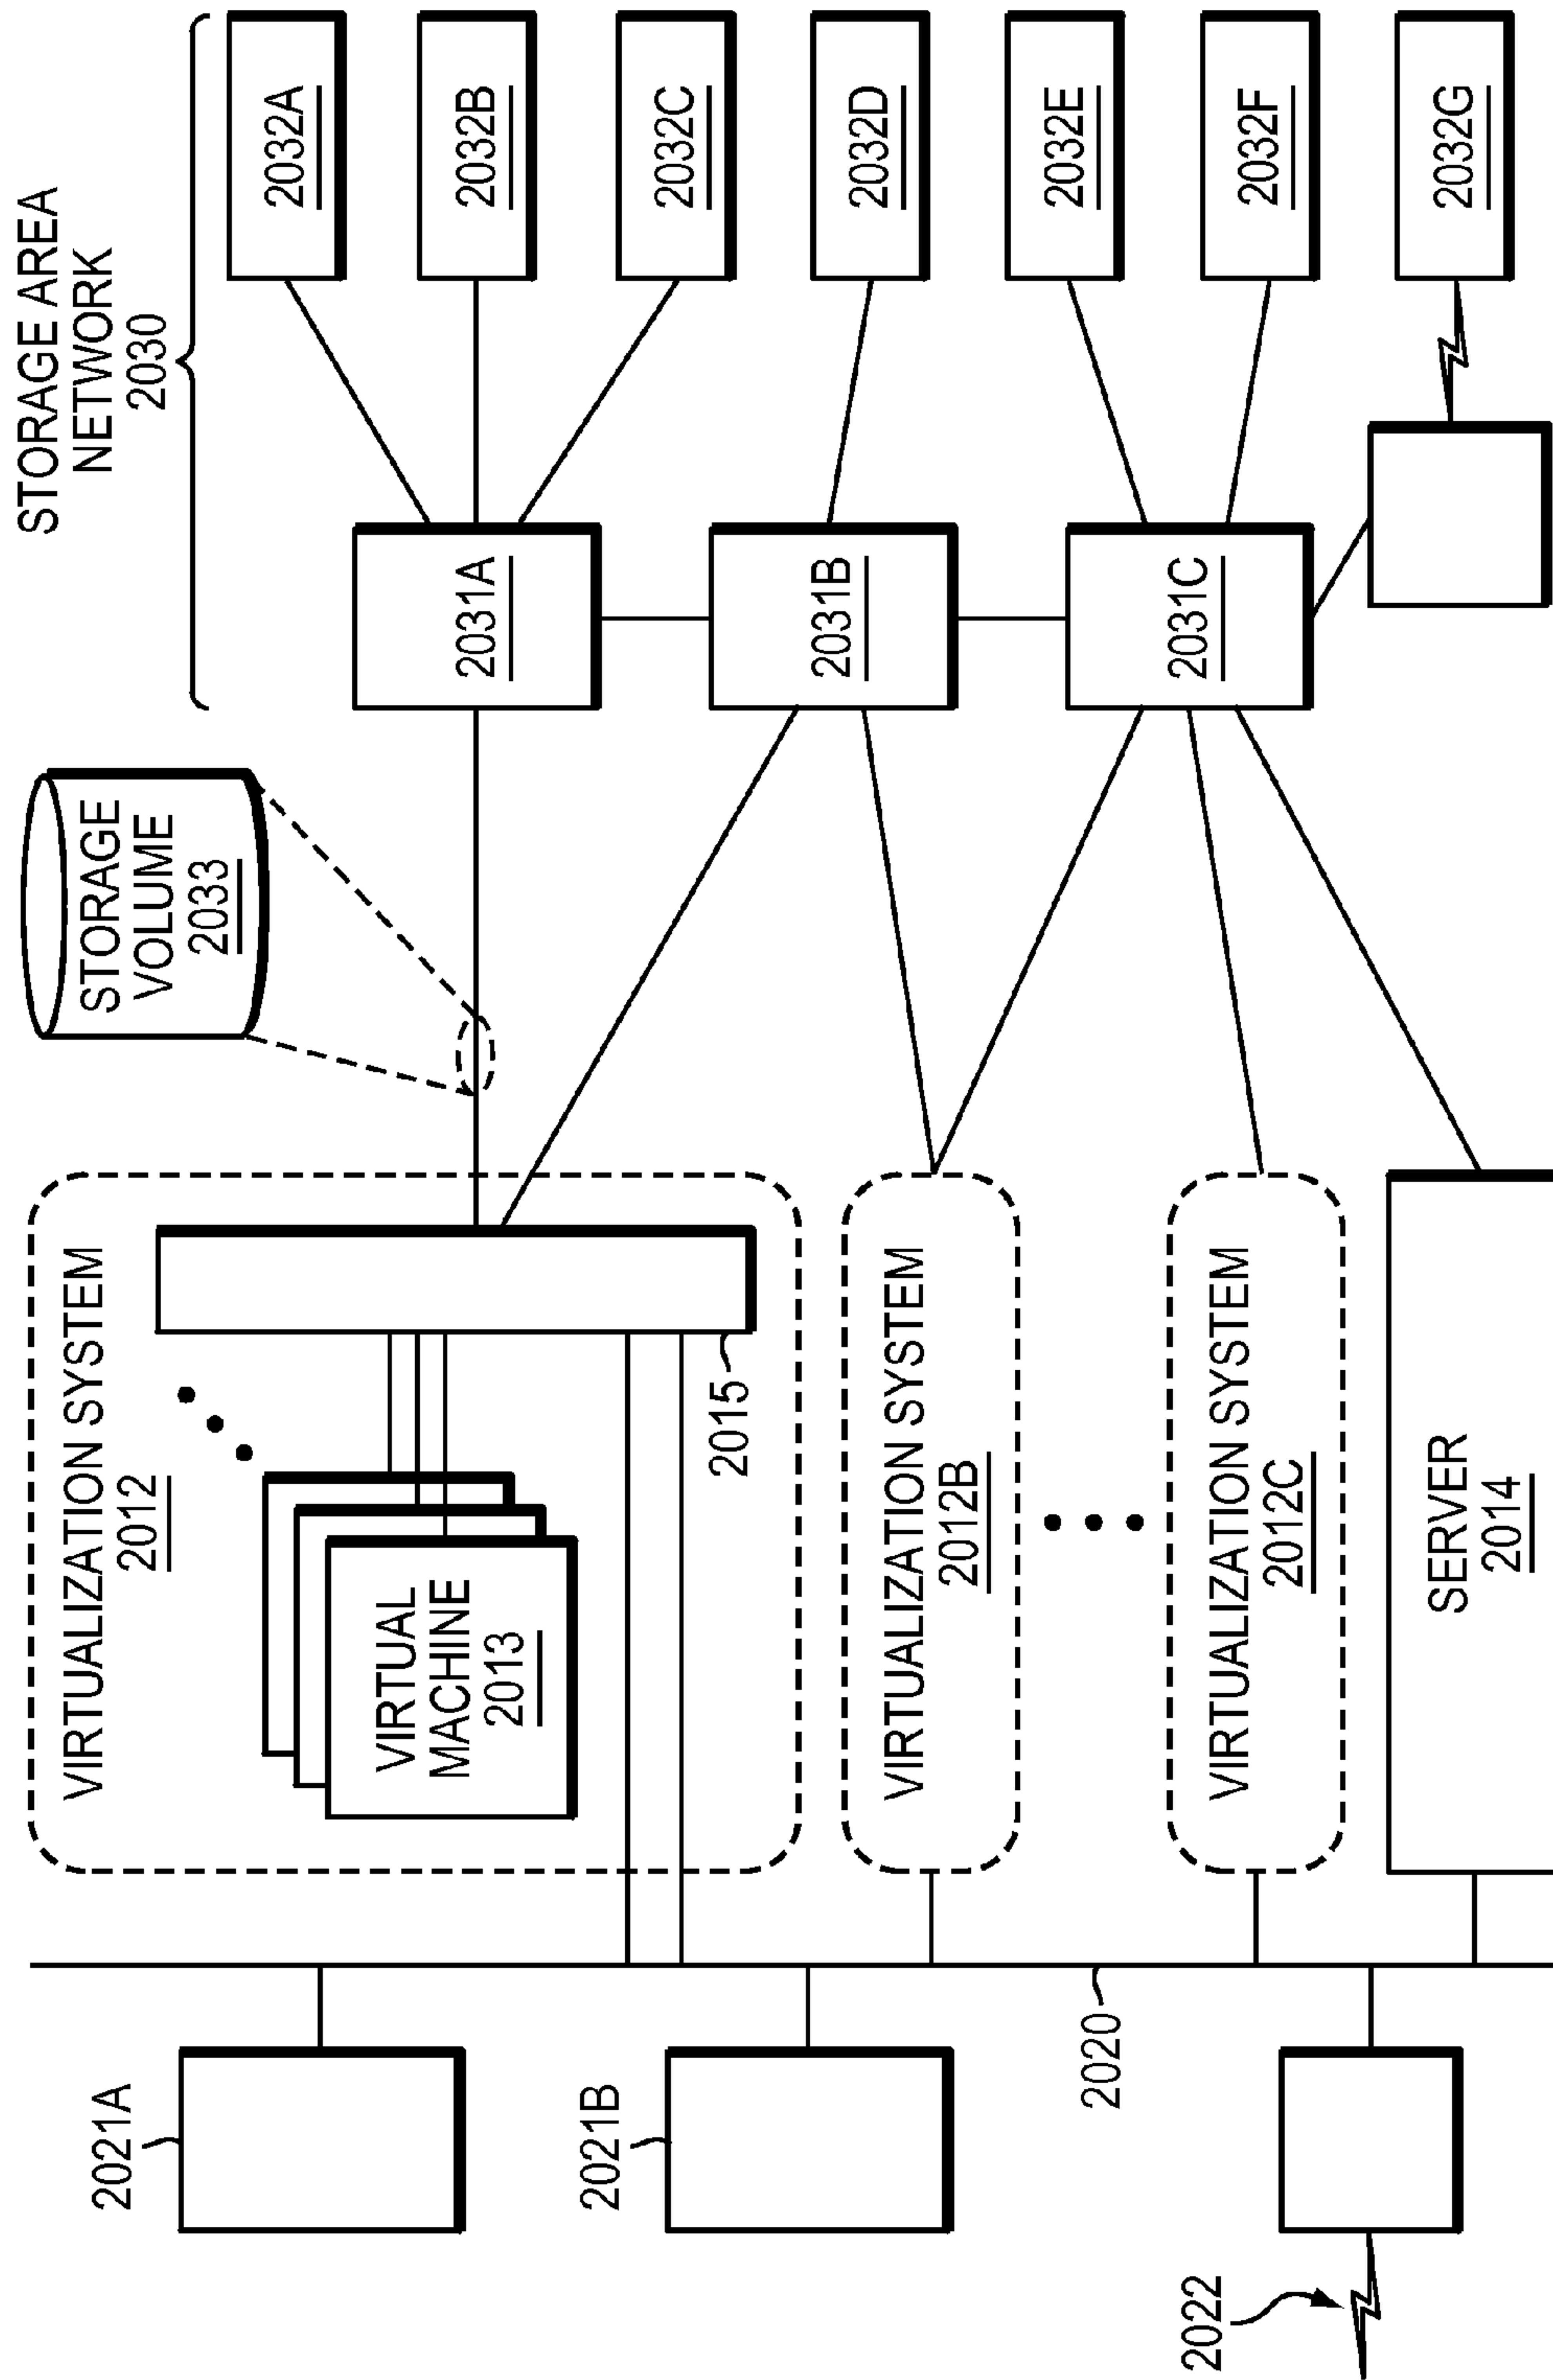 2021A
2021B
2022
2020
VIRTUALIZATION SYSTEM
2012
VIRTUAL
MACHINE
2013
2015
VIRTUALIZATION SYSTEM
2012B
VIRTUALIZATION SYSTEM
2012C
SERVER
2014
STORAGE
VOLUME
2033
STORAGE AREA
NETWORK
2030
2031A
2031B
2031C
2032A
2032B
2032C
2032D
2032E
2032F
2032G